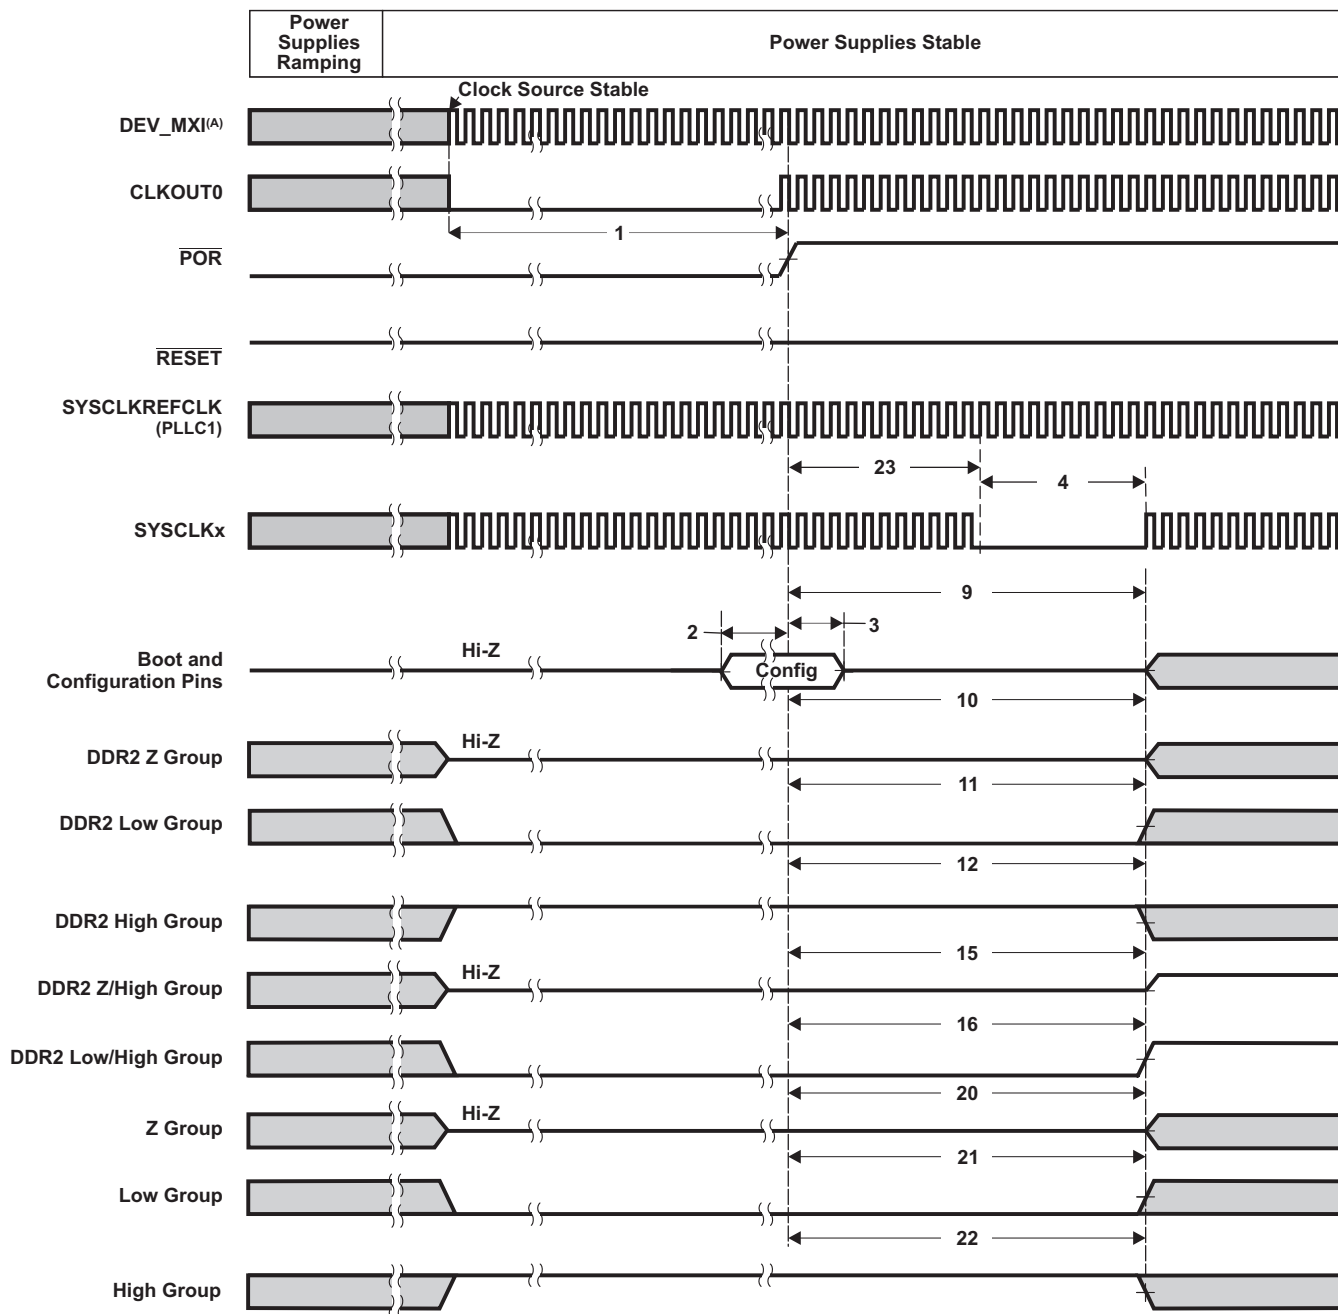 Power
Supplies
Ramping
Power Supplies Stable
Clock Source Stable
DEV_MXI(A)
CLKOUT0
1
POR
RESET
SYSCLKREFCLK
(PLLC1)
23
4
SYSCLKx
9
2
3
Hi-Z
Boot and
Configuration Pins
Config
10
Hi-Z
DDR2 Z Group
11
DDR2 Low Group
12
DDR2 High Group
15
Hi-Z
DDR2 Z/High Group
16
DDR2 Low/High Group
20
Hi-Z
Z Group
21
Low Group
22
High Group